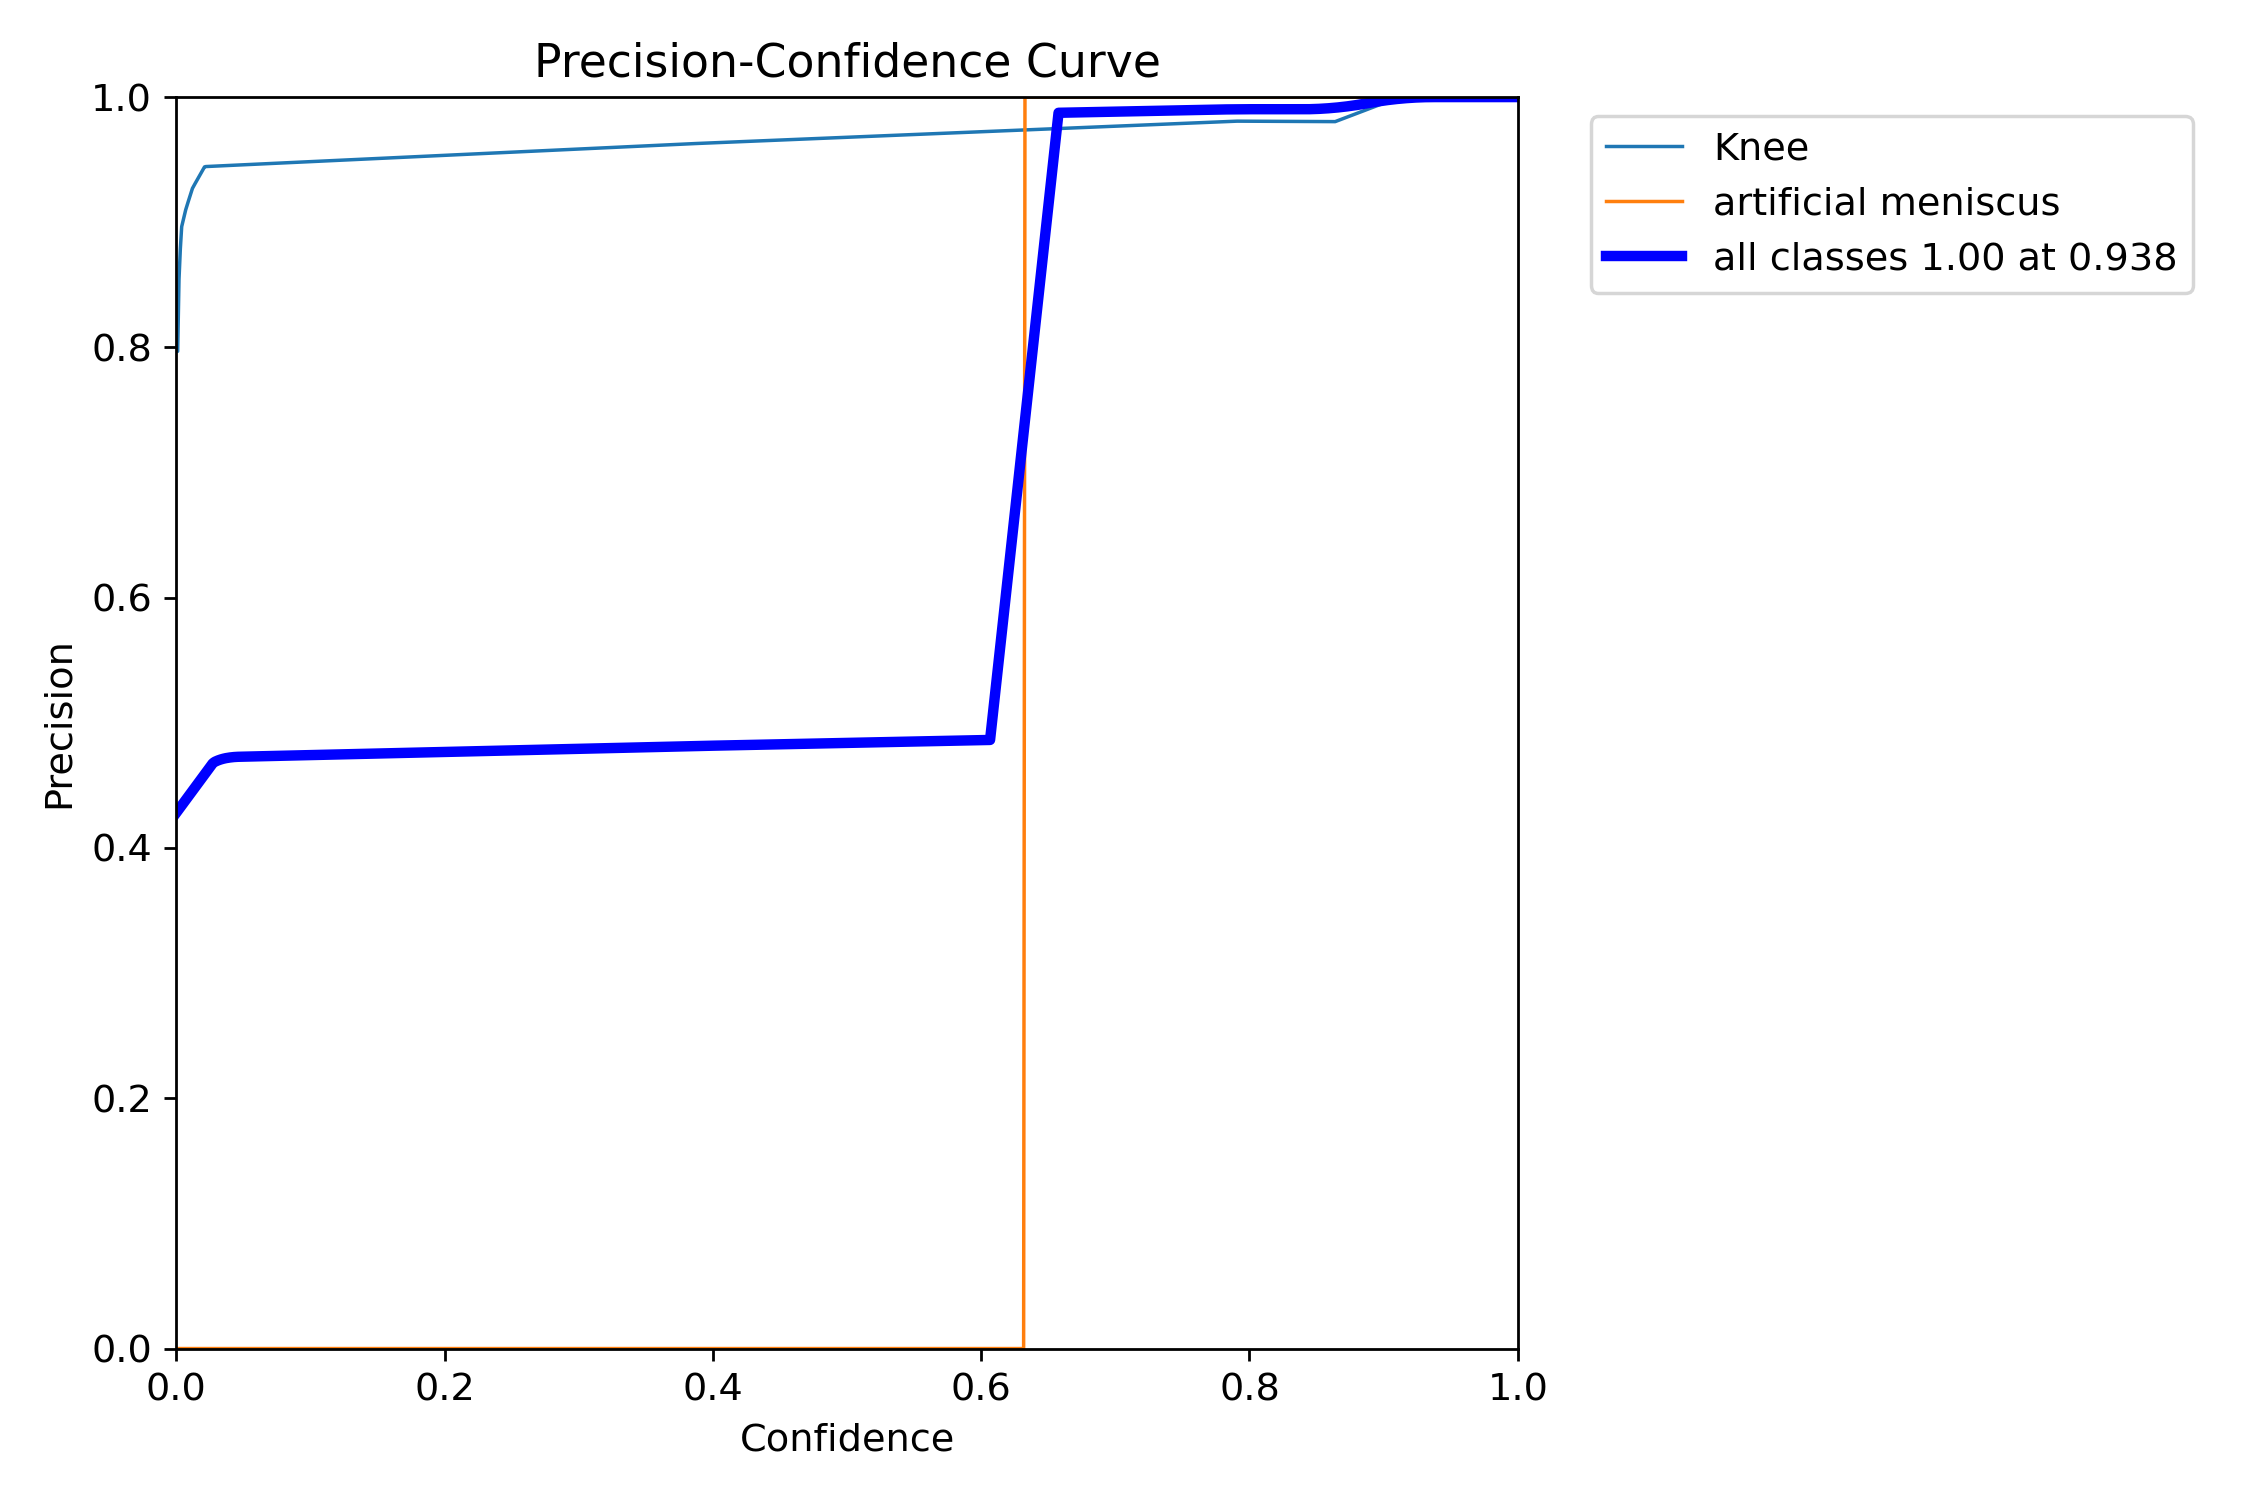 Precision-Confidence Curve
1.0
0.8
0.6
0.4
0.2
0.0
Precision
0.0 0.2 0.4 0.6 0.8 1.0
Confidence
Knee
artificial meniscus
all classes 1.00 at 0.938